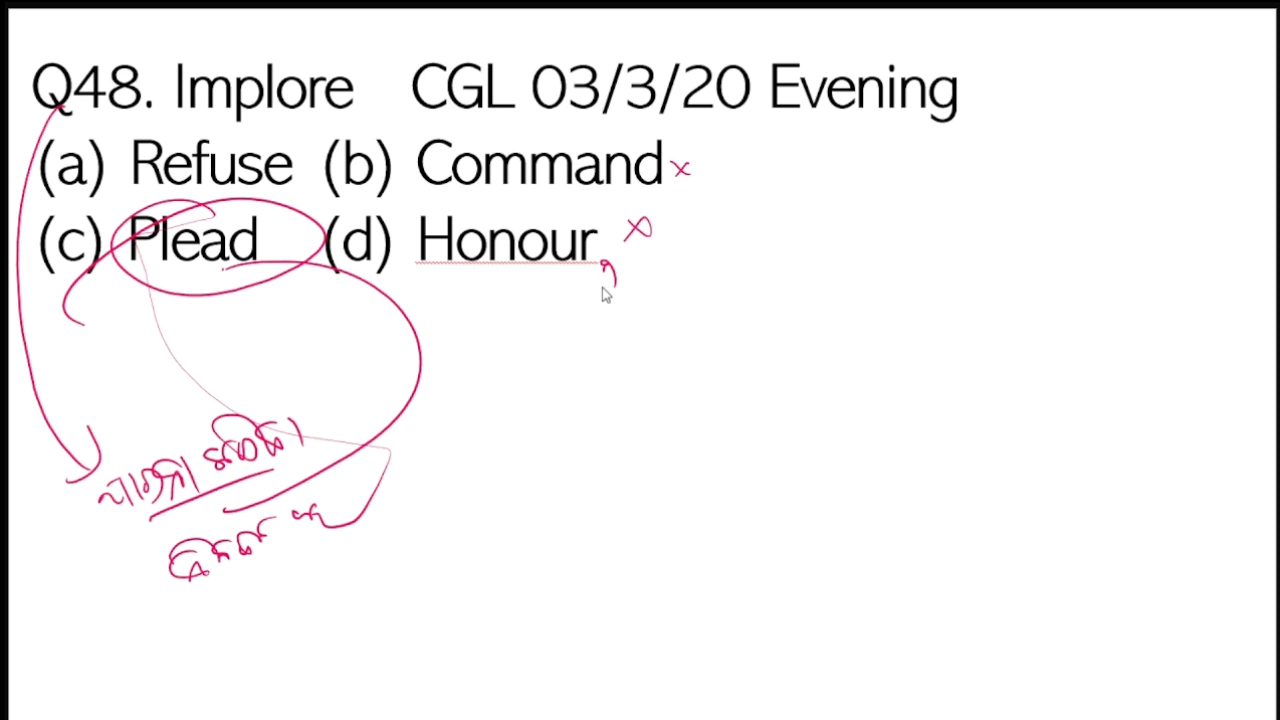 Q48. Implore CGL 03/3/20 Evening
(a) Refuse (b) Command ×
(c) Plead (d) Honour, ×